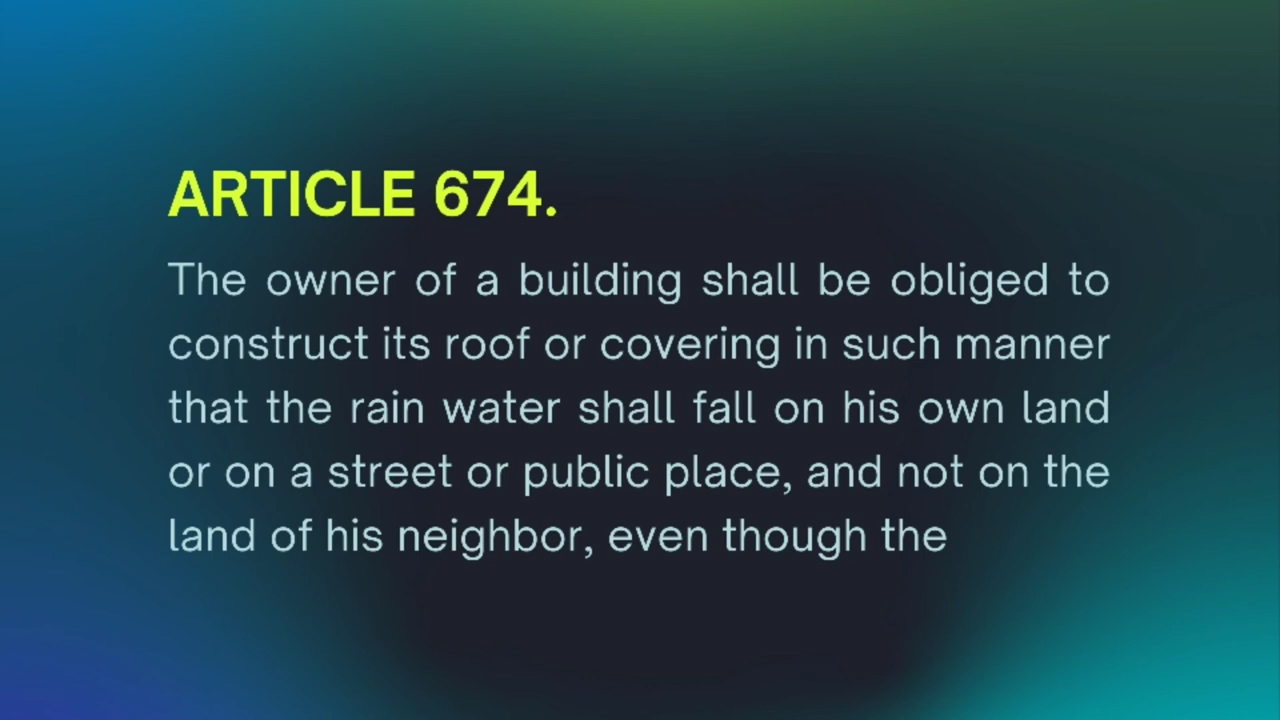 ARTICLE 674.
The owner of a building shall be obliged to
construct its roof or covering in such manner
that the rain water shall fall on his own land
or on a street or public place, and not on the
land of his neighbor, even though the